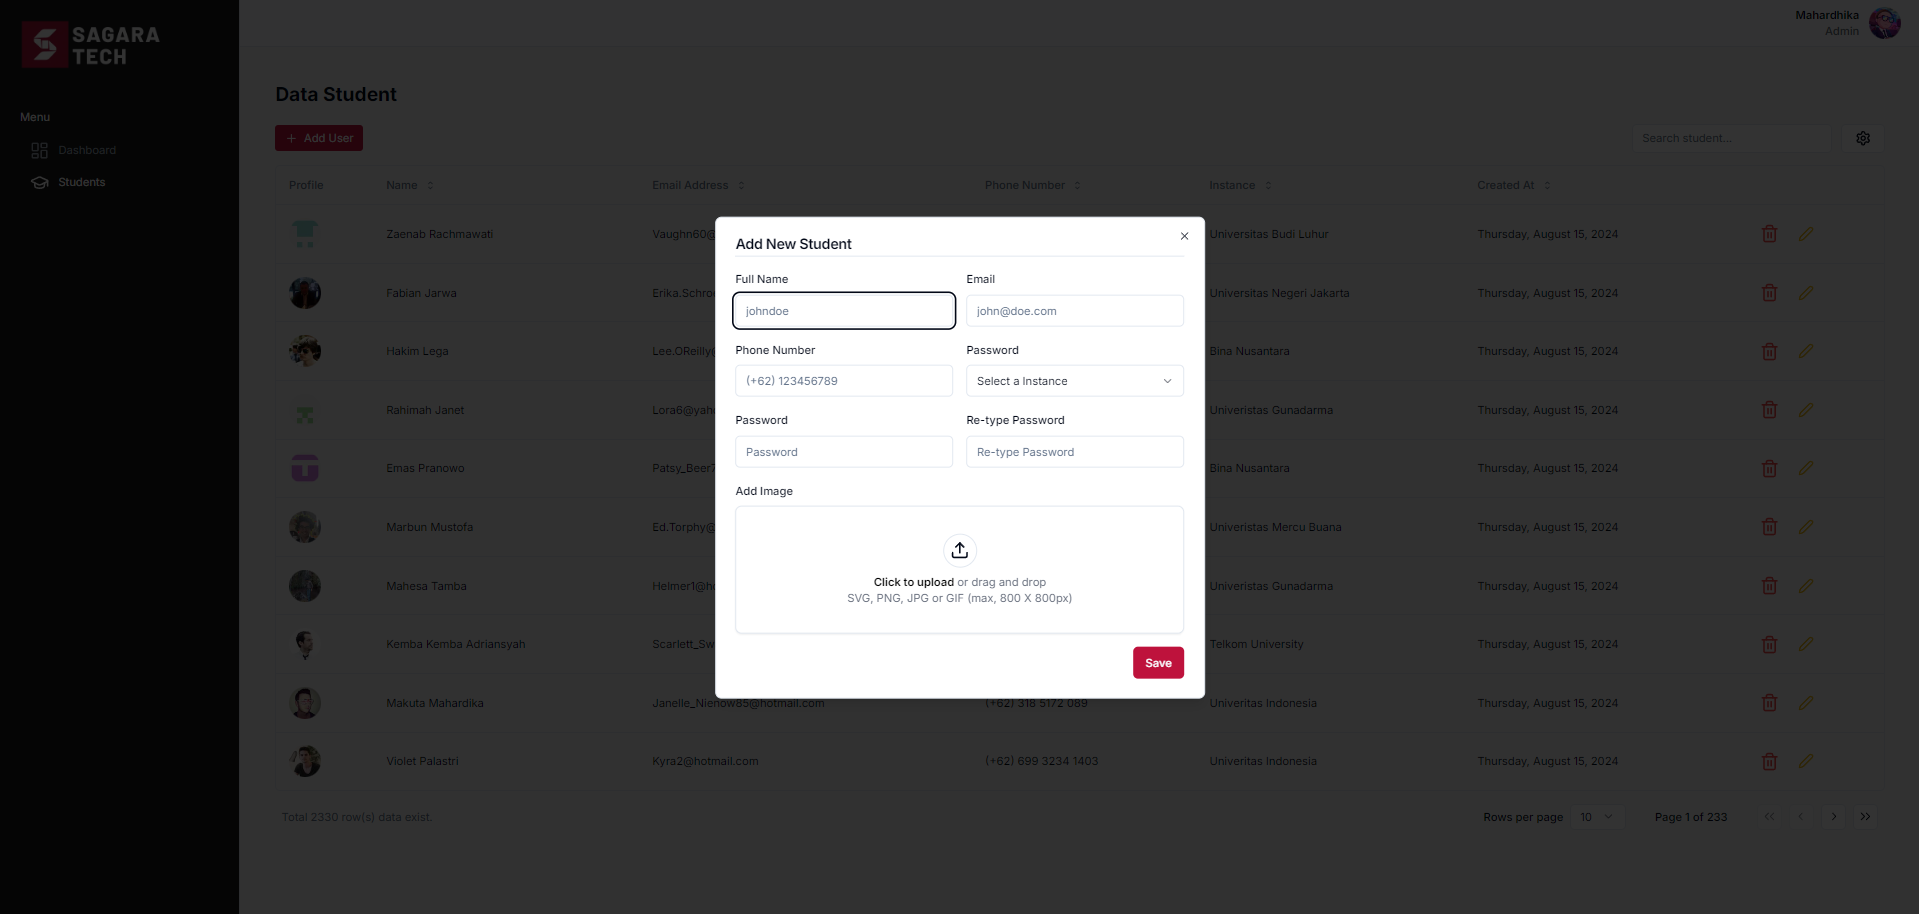 SAGARA
TECH
Mahardhika
Admin
Menu
Dashboard
Students
Data Student
+ Add User
Search student...
Profile Name Email Address Phone Number Instance Created At
Zaenab Rachmawati Vaughn60@ Universitas Budi Luhur Thursday, August 15, 2024
Fabian Jarwa Erika.Schro Universitas Negeri Jakarta Thursday, August 15, 2024
Hakim Lega Lee.OReilly@ Bina Nusantara Thursday, August 15, 2024
Rahimah Janet Lora6@yah Univeristas Gunadarma Thursday, August 15, 2024
Emas Pranowo Patsy_Beer7 Bina Nusantara Thursday, August 15, 2024
Marbun Mustofa Ed.Torphy@ Univeristas Mercu Buana Thursday, August 15, 2024
Mahesa Tamba Helmer1@h Univeristas Gunadarma Thursday, August 15, 2024
Kemba Kemba Adriansyah Scarlett_Sw Telkom University Thursday, August 15, 2024
Makuta Mahardika Janelle_Nienow85@hotmail.com (+62) 318 5172 089 Univeritas Indonesia Thursday, August 15, 2024
Violet Palastri Kyra2@hotmail.com (+62) 699 3234 1403 Univeritas Indonesia Thursday, August 15, 2024
Total 2330 row(s) data exist.
Rows per page 10 Page 1 of 233
Add New Student
Full Name Email
johndoe john@doe.com
Phone Number Password
(+62) 123456789 Select a Instance
Password Re-type Password
Password Re-type Password
Add Image
Click to upload or drag and drop
SVG, PNG, JPG or GIF (max, 800 X 800px)
Save